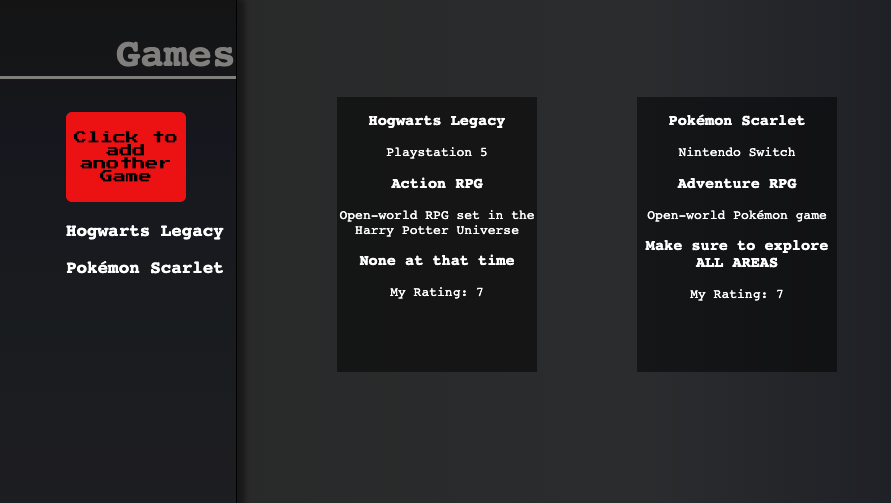 Games
Click to
add
another
Game
Hogwarts Legacy
Pokémon Scarlet
Hogwarts Legacy
Playstation 5
Action RPG
Open-world RPG set in the
Harry Potter Universe
None at that time
My Rating: 7
Pokémon Scarlet
Nintendo Switch
Adventure RPG
Open-world Pokémon game
Make sure to explore
ALL AREAS
My Rating: 7